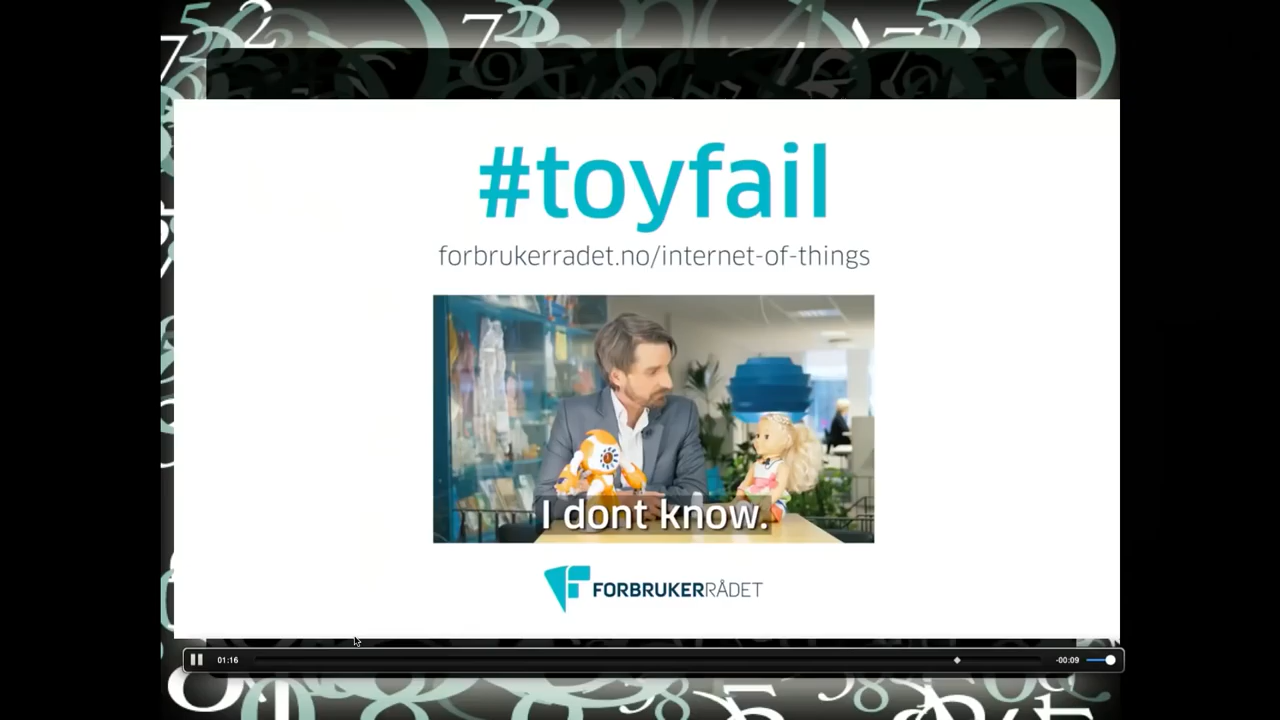 #toyfail
forbrukerradet.no/internet-of-things
I dont know.
FORBRUKERRÅDET
01:16
-00:09